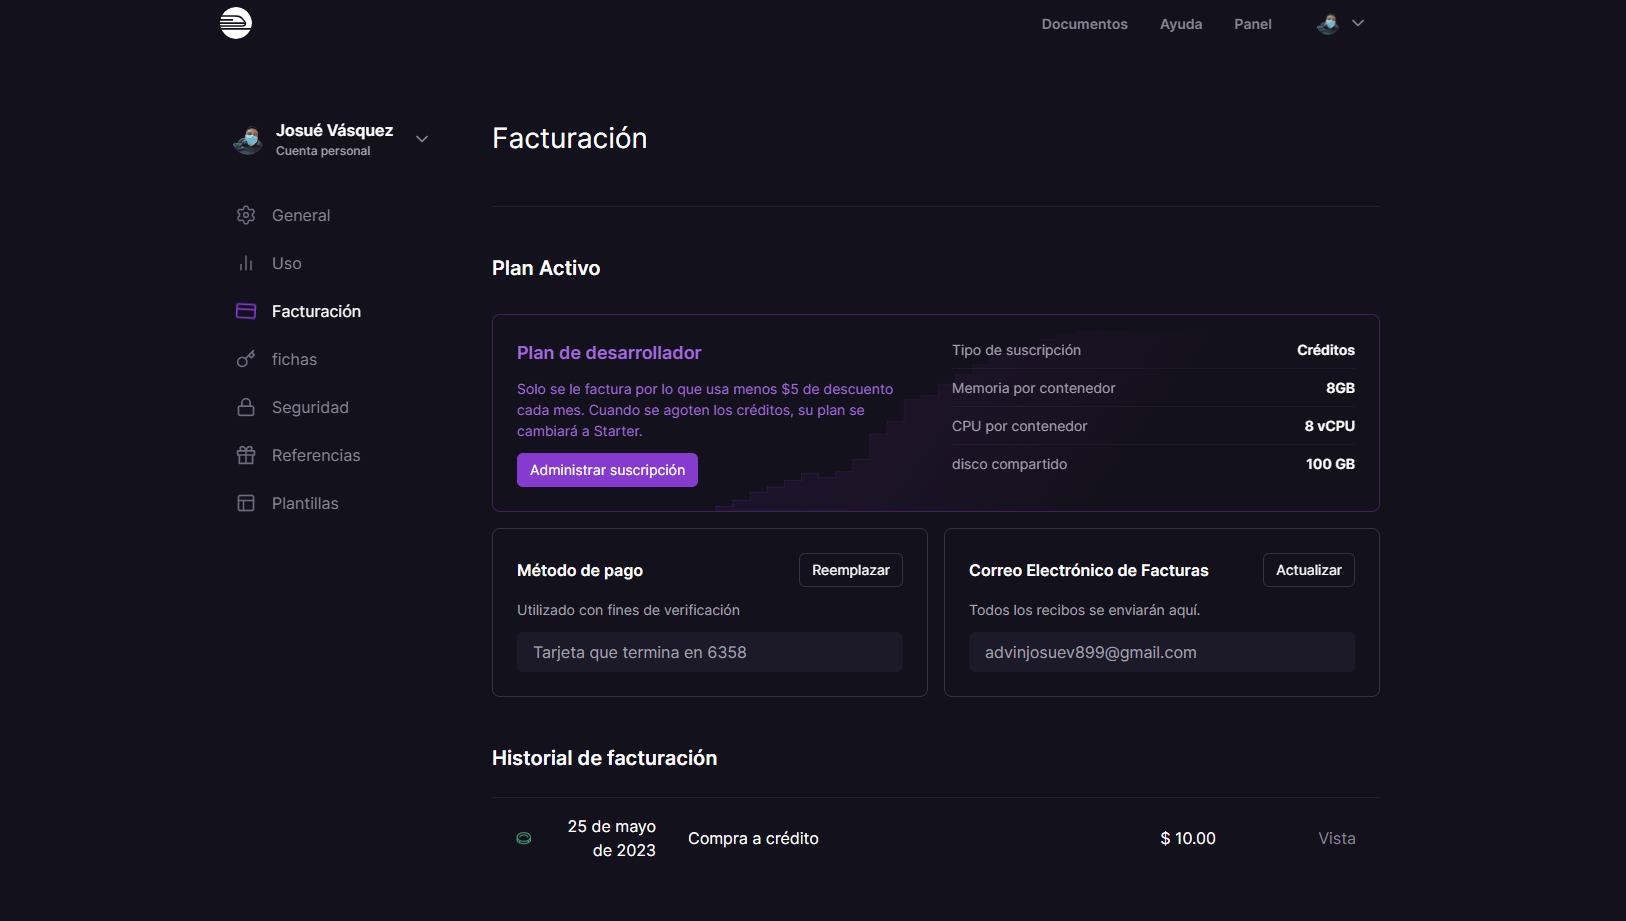 Documentos
Ayuda
Panel
Josué Vásquez
Cuenta personal
General
Uso
Facturación
fichas
Seguridad
Referencias
Plantillas
Facturación
Plan Activo
Plan de desarrollador
Solo se le factura por lo que usa menos $5 de descuento
cada mes. Cuando se agoten los créditos, su plan se
cambiará a Starter.
Administrar suscripción
Tipo de suscripción Créditos
Memoria por contenedor 8GB
CPU por contenedor 8 vCPU
disco compartido 100 GB
Método de pago
Reemplazar
Utilizado con fines de verificación
Tarjeta que termina en 6358
Correo Electrónico de Facturas
Actualizar
Todos los recibos se enviarán aquí.
advinjosuev899@gmail.com
Historial de facturación
25 de mayo
de 2023
Compra a crédito
$ 10.00
Vista